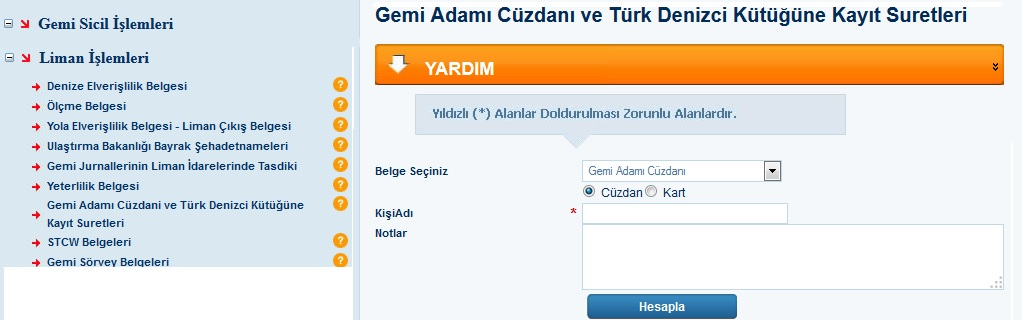 Gemi Sicil İşlemleri
Liman İşlemleri
Denize Elverişlilik Belgesi
Ölçme Belgesi
Yola Elverişlilik Belgesi - Liman Çıkış Belgesi
Ulaştırma Bakanlığı Bayrak Şehadetnameleri
Gemi Jurnallerinin Liman İdarelerinde Tasdiki
Yeterlilik Belgesi
Gemi Adamı Cüzdani ve Türk Denizci Kütüğüne
Kayıt Suretleri
STCW Belgeleri
Gemi Sörvey Belgeleri
Gemi Adamı Cüzdanı ve Türk Denizci Kütüğüne Kayıt Suretleri
YARDIM
Yıldızlı (*) Alanlar Doldurulması Zorunlu Alanlardır.
Belge Seçiniz Gemi Adamı Cüzdanı
Cüzdan Kart
KişiAdı *
Notlar
Hesapla